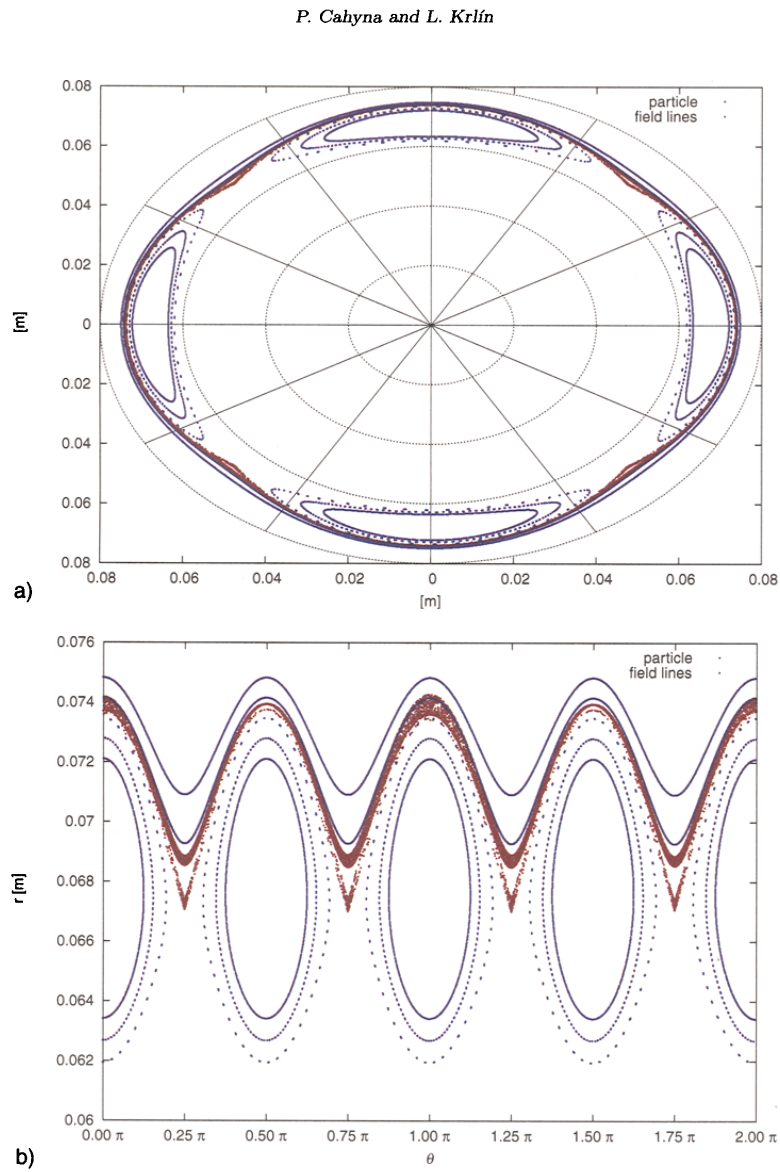 P. Cahyna and L. Krlín
0.08
particle
field lines
0.06
0.04
0.02
[m]
0
0.02
0.04
0.06
0.08
0.08 0.06 0.04 0.02 0 0.02 0.04 0.06 0.08
[m]
a)
0.076
particle
field lines
0.074
0.072
0.07
r [m]
0.068
0.066
0.064
0.062
0.06
0.00 π 0.25 π 0.50 π 0.75 π 1.00 π 1.25 π 1.50 π 1.75 π 2.00 π
θ
b)